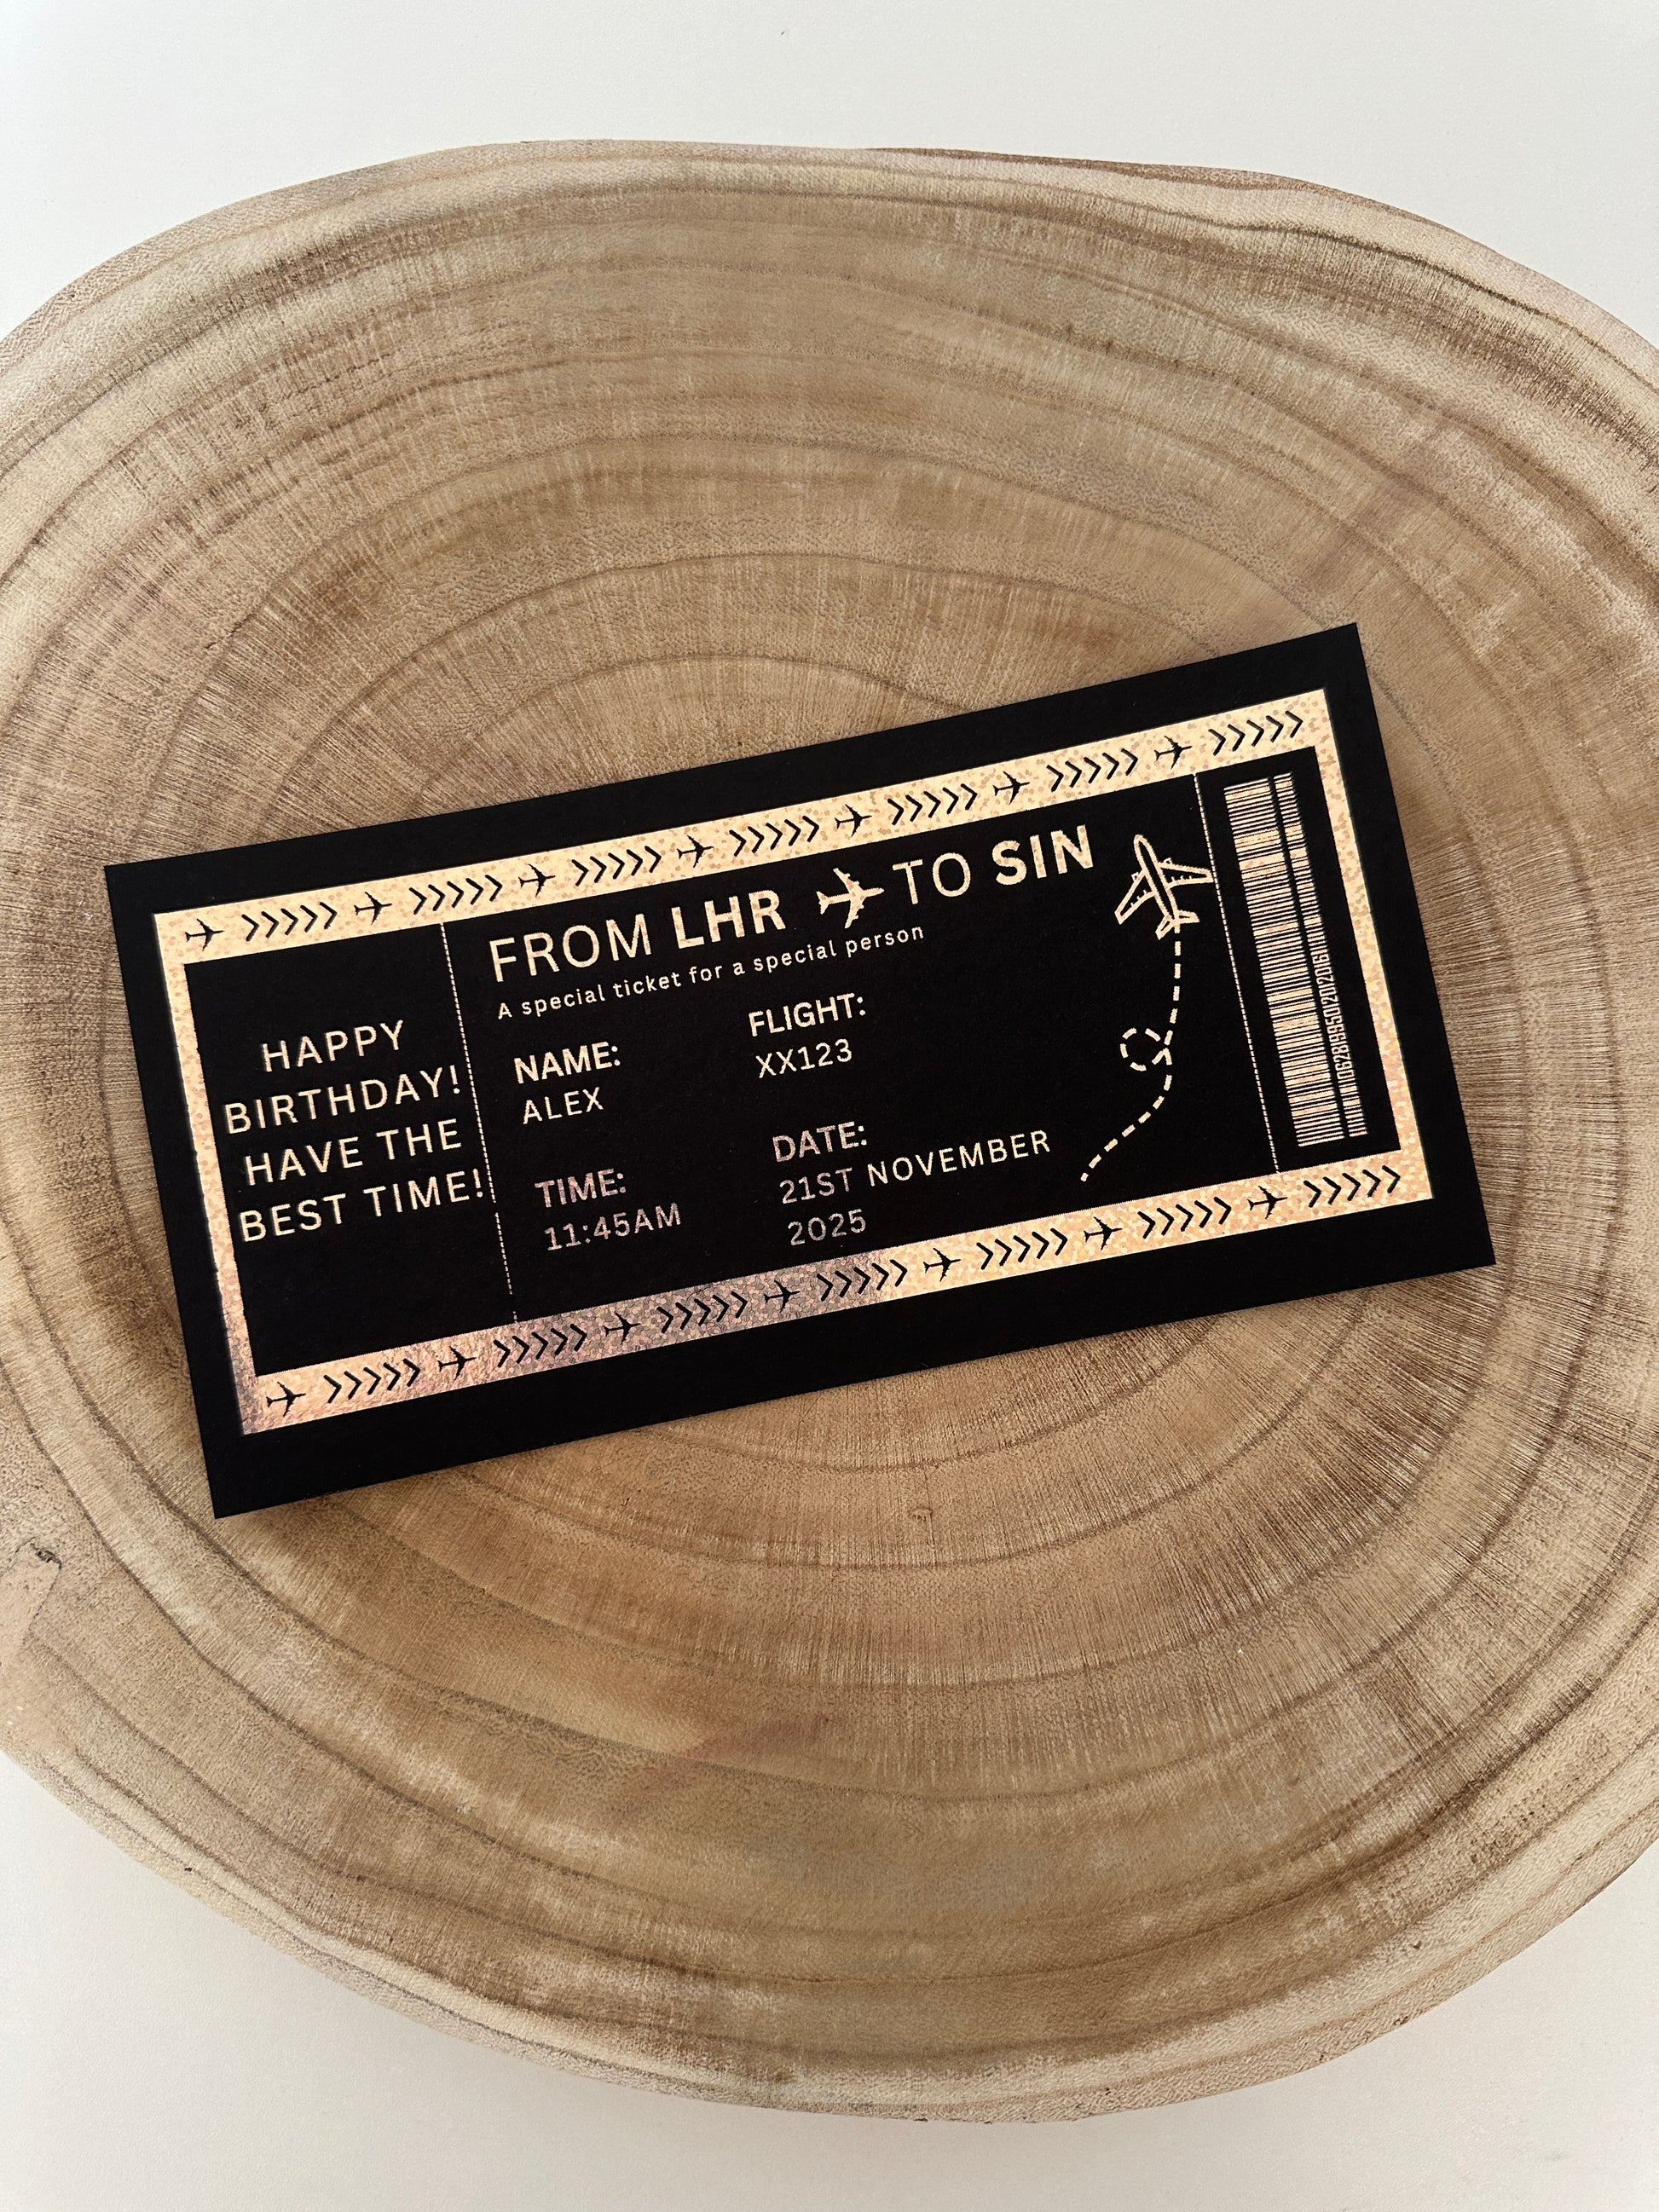 HAPPY
BIRTHDAY!
HAVE THE
BEST TIME!
FROM LHR TO SIN
A special ticket for a special person
NAME:
ALEX
FLIGHT:
XX123
TIME:
11:45AM
DATE:
21ST NOVEMBER
2025